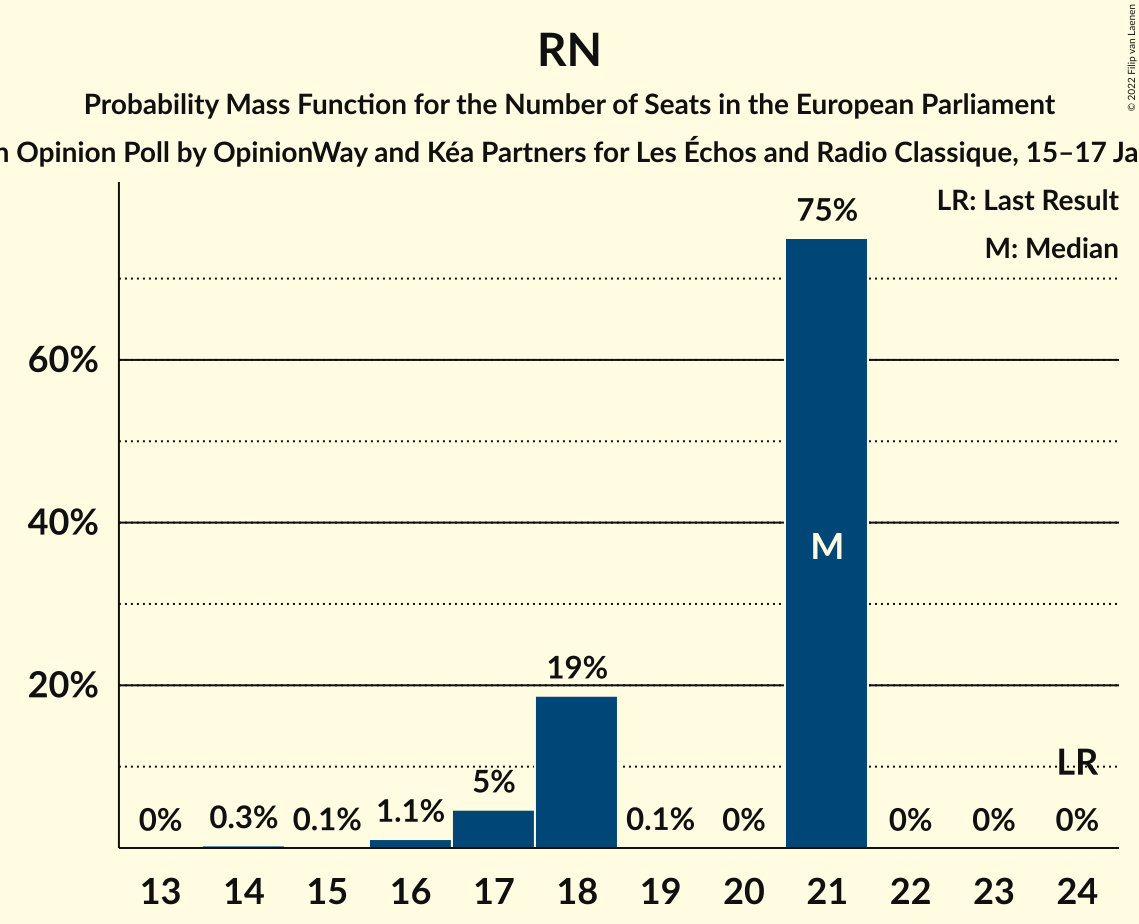 RN
Probability Mass Function for the Number of Seats in the European Parliament
Opinion Poll by OpinionWay and Kéa Partners for Les Échos and Radio Classique, 15–17
LR: Last Result
M: Median
75%
60%
40%
M
19%
20%
LR
5%
0% 0.3% 0.1% 1.1% 0.1% 0% 0% 0% 0%
13 14 15 16 17 18 19 20 21 22 23 24
© 2022 Filip van Laenen